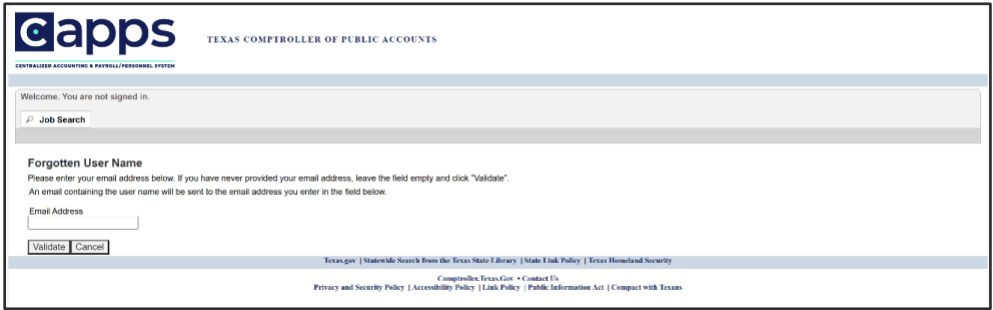 capps
TEXAS COMPTROLLER OF PUBLIC ACCOUNTS
CENTRALIZED ACCOUNTING & PAYROLL/PERSONNEL SYSTEM
Welcome. You are not signed in.
Job Search
Forgotten User Name
Please enter your email address below. If you have never provided your email address, leave the field empty and click "Validate".
An email containing the user name will be sent to the email address you enter in the field below.
Email Address
Validate Cancel
Texas.gov | Statewide Search from the Texas State Library | State Link Policy | Texas Homeland Security
Comptroller.Texas.Gov • Contact Us
Privacy and Security Policy | Accessibility Policy | Link Policy | Public Information Act | Compact with Texans